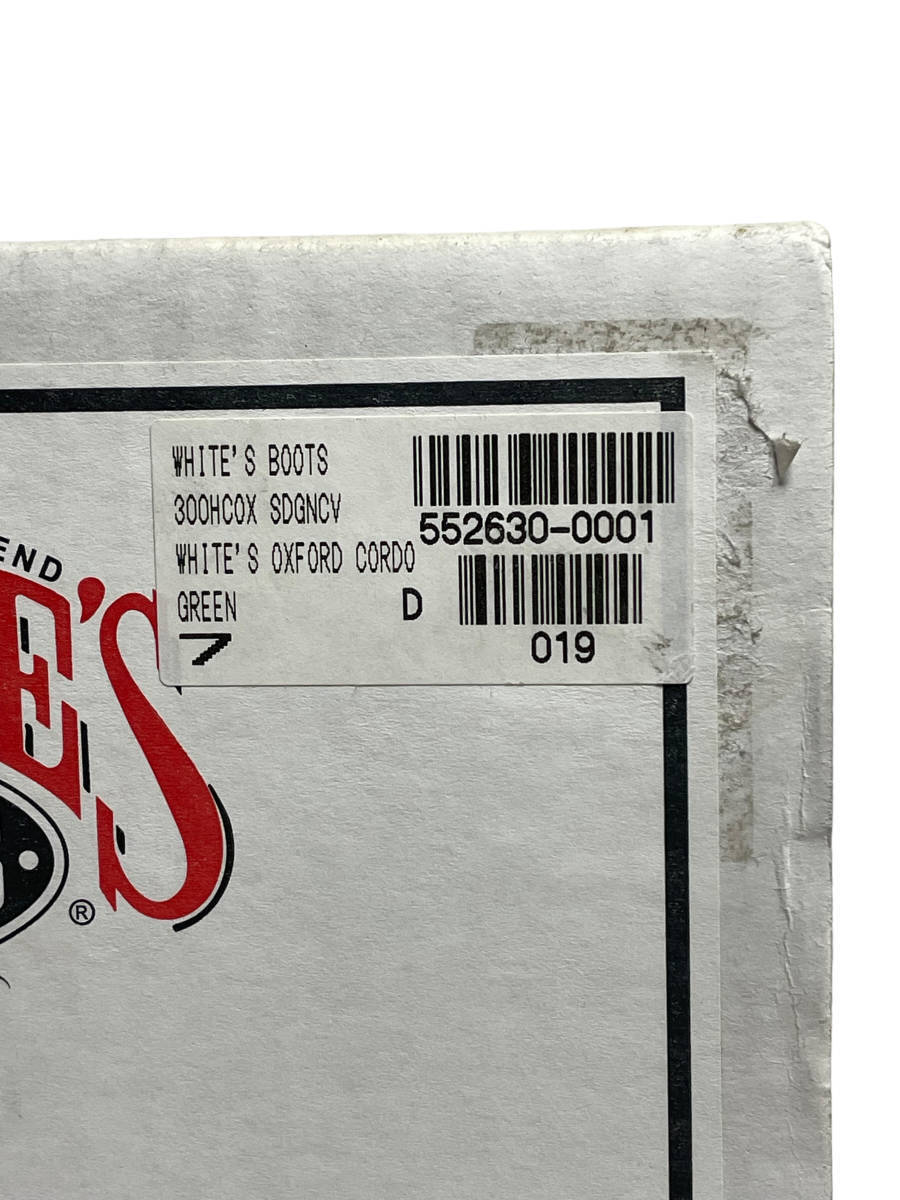 WHITE'S BOOTS
300HCOX SDGNCV
552630-0001
WHITE'S OXFORD CORDO
GREEN D
7
019
END
E'S
®